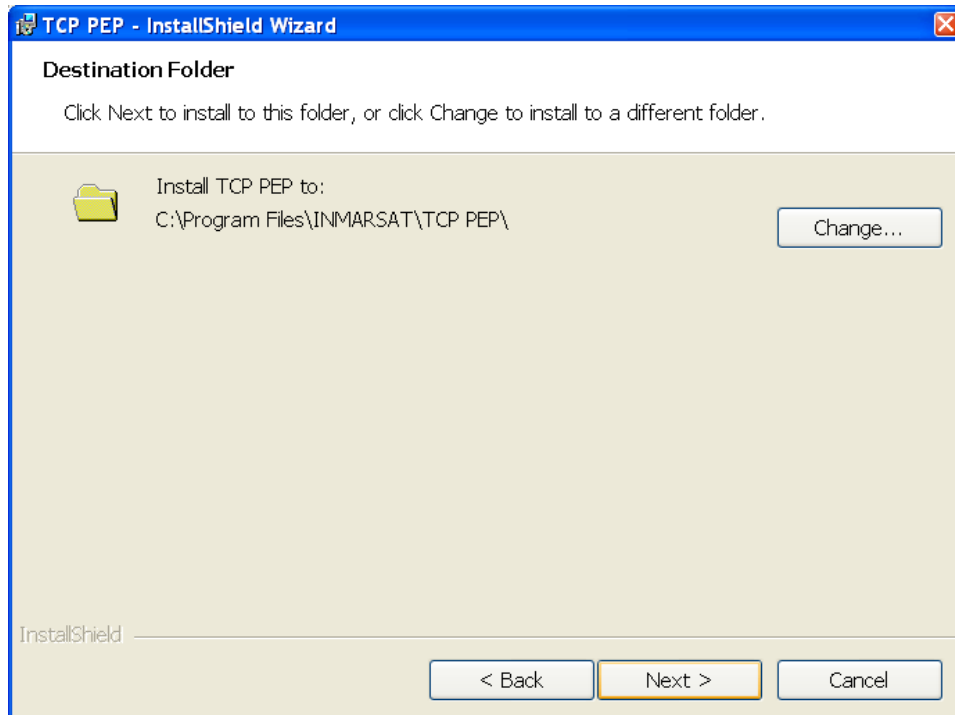 TCP PEP - InstallShield Wizard
Destination Folder
Click Next to install to this folder, or click Change to install to a different folder.
Install TCP PEP to:
C:\Program Files\INMARSAT\TCP PEP\
Change...
InstallShield
< Back
Next >
Cancel